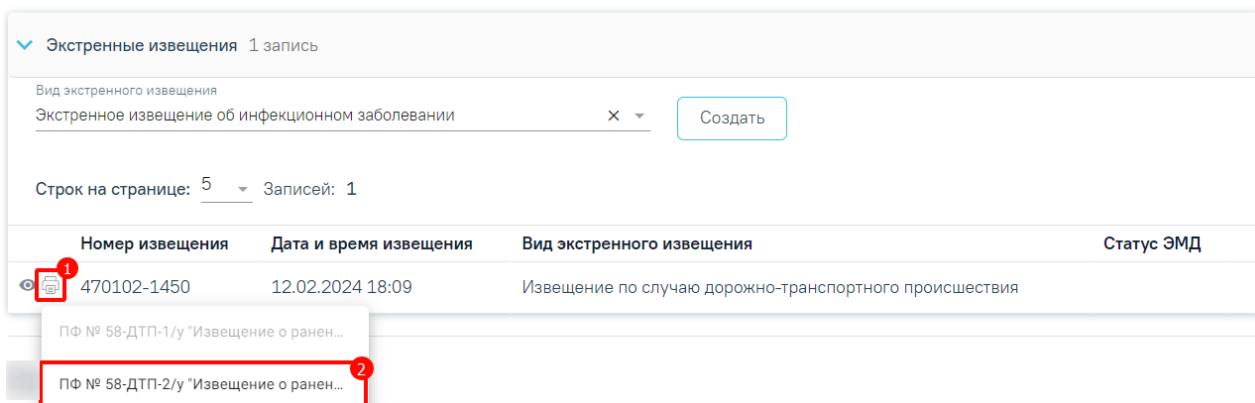 Экстренные извещения 1 запись
Вид экстренного извещения
Экстренное извещение об инфекционном заболевании
Создать
Строк на странице: 5 Записей: 1
Номер извещения Дата и время извещения Вид экстренного извещения Статус ЭМД
1
470102-1450 12.02.2024 18:09 Извещение по случаю дорожно-транспортного происшествия
ПФ № 58-ДТП-1/у "Извещение о ранен...
2
ПФ № 58-ДТП-2/у "Извещение о ранен...